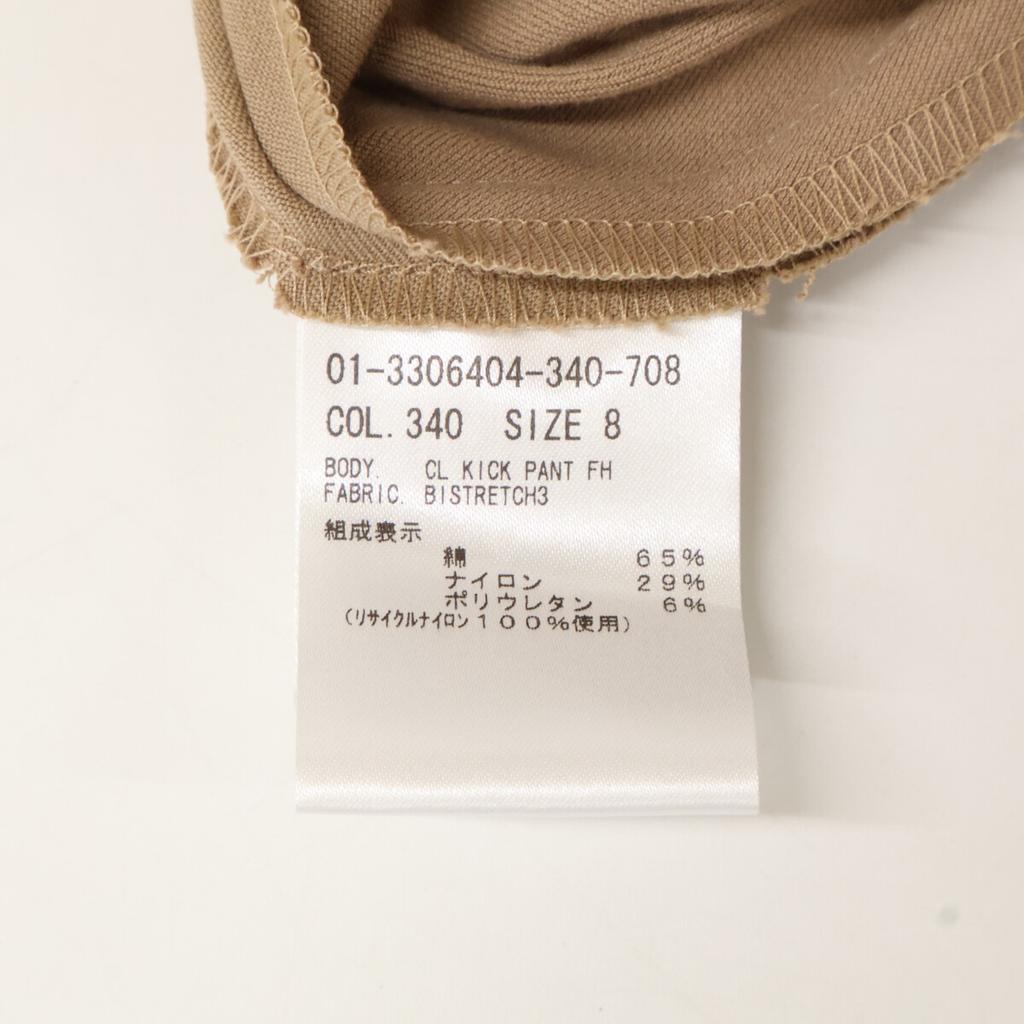 01-3306404-340-708
COL. 340 SIZE 8
BODY. CL KICK PANT FH
FABRIC. BISTRETCH3
組成表示
綿 65%
ナイロン 29%
ポリウレタン 6%
(リサイクルナイロン100%使用)